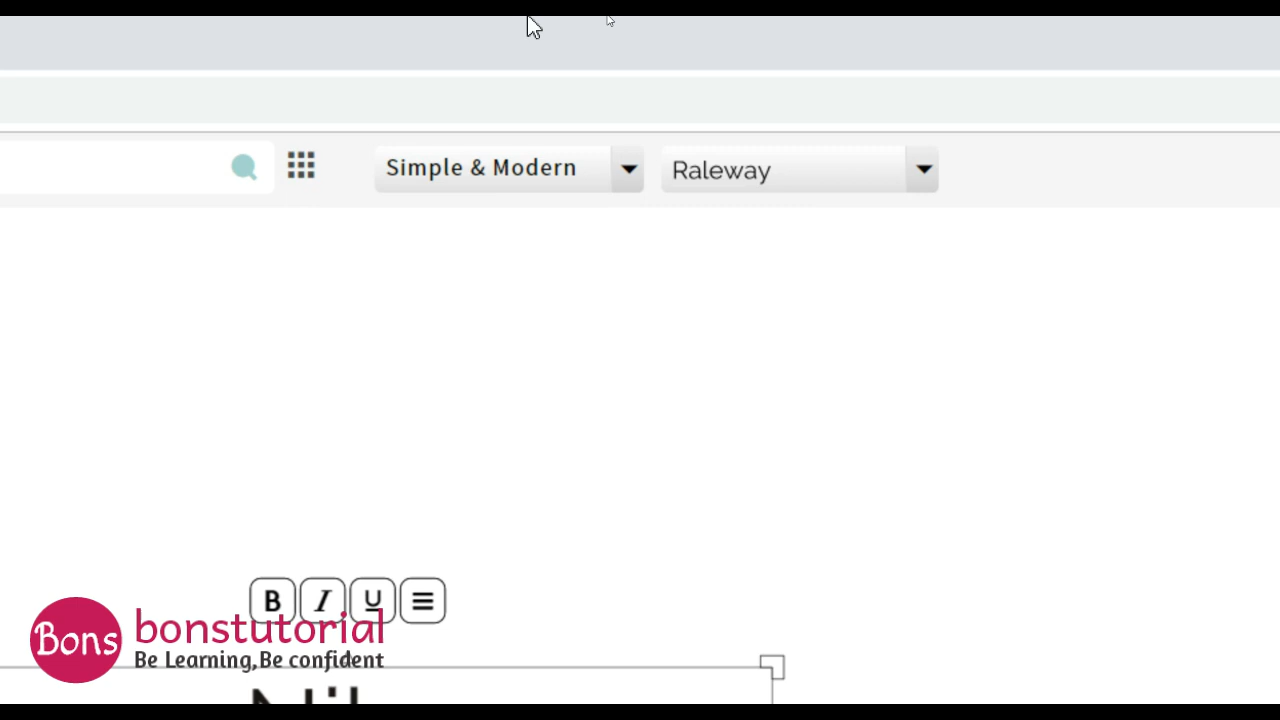 Simple & Modern
Raleway
B I U
Bons
bonstutorial
Be Learning,Be confident